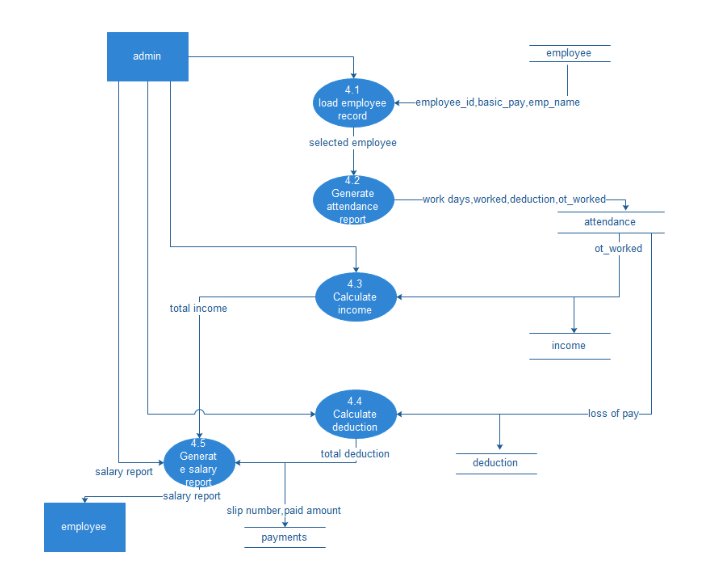 admin
employee
4.1
load employee
record
employee_id,basic_pay,emp_name
selected employee
4.2
Generate
attendance
report
work days,worked,deduction,ot_worked
attendance
ot_worked
4.3
Calculate
income
total income
income
4.4
Calculate
deduction
loss of pay
4.5
Generat
e salary
report
total deduction
deduction
salary report
salary report
slip number,paid amount
employee
payments